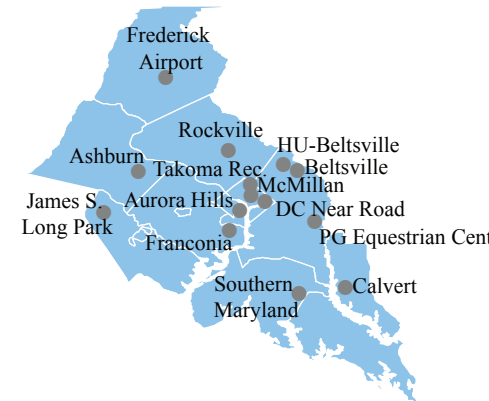 Frederick
Airport
Rockville
HU-Beltsville
Ashburn
Takoma Rec.
Beltsville
McMillan
James S.
Long Park
Aurora Hills
DC Near Road
Franconia
PG Equestrian Cent
Southern
Maryland
Calvert